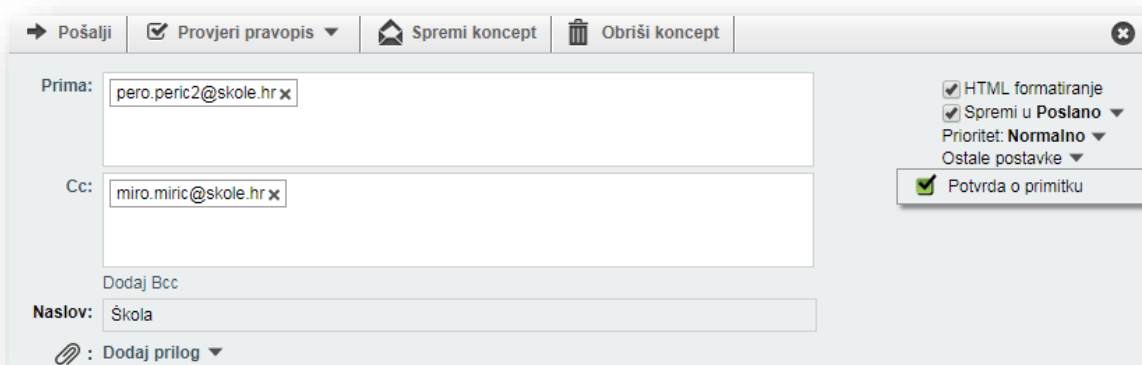 Pošalji Provjeri pravopis Spremi koncept Obriši koncept
Prima: pero.peric2@skole.hr
HTML formatiranje
Spremi u Poslano
Prioritet: Normalno
Ostale postavke
Potvrda o primitku
Cc: miro.miric@skole.hr
Dodaj Bcc
Naslov: Škola
: Dodaj prilog